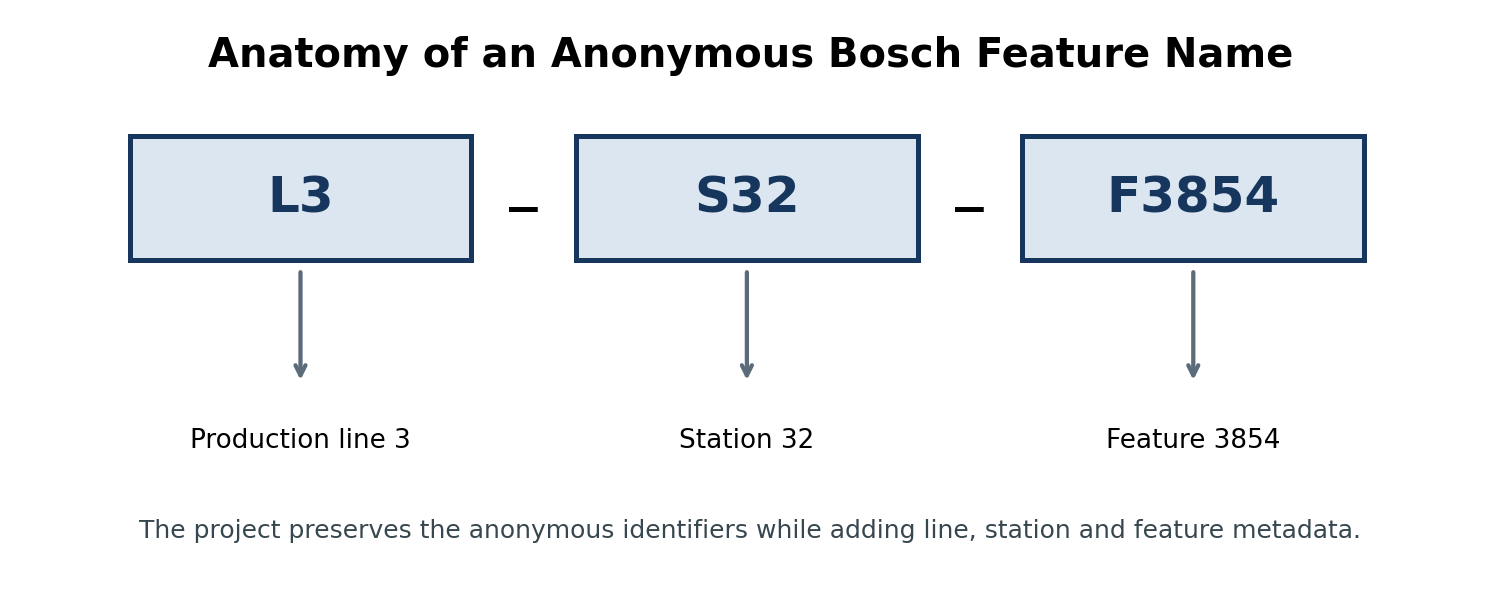 Anatomy of an Anonymous Bosch Feature Name
L3 _ S32 _ F3854
Production line 3 Station 32 Feature 3854
The project preserves the anonymous identifiers while adding line, station and feature metadata.